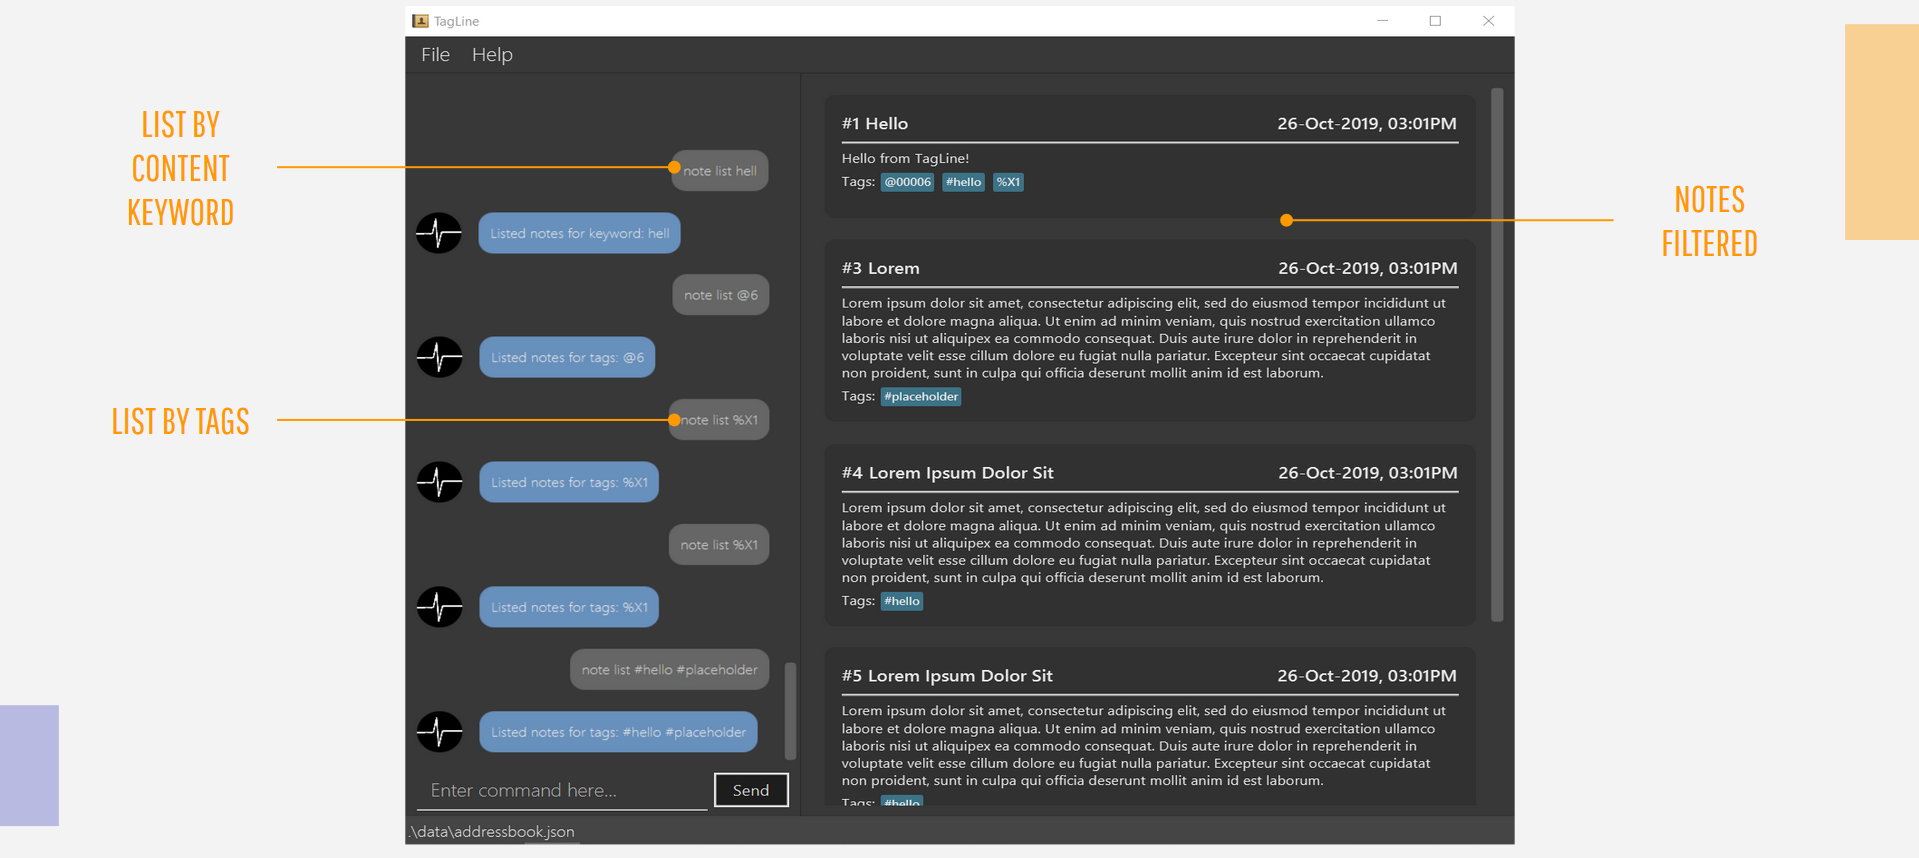 TagLine
File Help
LIST BY
CONTENT
KEYWORD
note list hell
Listed notes for keyword: hell
note list @6
Listed notes for tags: @6
LIST BY TAGS
note list %X1
Listed notes for tags: %X1
note list %X1
Listed notes for tags: %X1
note list #hello #placeholder
Listed notes for tags: #hello #placeholder
Enter command here...
Send
.\data\addressbook.json
#1 Hello 26-Oct-2019, 03:01PM
Hello from TagLine!
Tags: @00006 #hello %X1
#3 Lorem 26-Oct-2019, 03:01PM
Lorem ipsum dolor sit amet, consectetur adipiscing elit, sed do eiusmod tempor incididunt ut
labore et dolore magna aliqua. Ut enim ad minim veniam, quis nostrud exercitation ullamco
laboris nisi ut aliquipex ea commodo consequat. Duis aute irure dolor in reprehenderit in
voluptate velit esse cillum dolore eu fugiat nulla pariatur. Excepteur sint occaecat cupidatat
non proident, sunt in culpa qui officia deserunt mollit anim id est laborum.
Tags: #placeholder
#4 Lorem Ipsum Dolor Sit 26-Oct-2019, 03:01PM
Lorem ipsum dolor sit amet, consectetur adipiscing elit, sed do eiusmod tempor incididunt ut
labore et dolore magna aliqua. Ut enim ad minim veniam, quis nostrud exercitation ullamco
laboris nisi ut aliquipex ea commodo consequat. Duis aute irure dolor in reprehenderit in
voluptate velit esse cillum dolore eu fugiat nulla pariatur. Excepteur sint occaecat cupidatat
non proident, sunt in culpa qui officia deserunt mollit anim id est laborum.
Tags: #hello
#5 Lorem Ipsum Dolor Sit 26-Oct-2019, 03:01PM
Lorem ipsum dolor sit amet, consectetur adipiscing elit, sed do eiusmod tempor incididunt ut
labore et dolore magna aliqua. Ut enim ad minim veniam, quis nostrud exercitation ullamco
laboris nisi ut aliquipex ea commodo consequat. Duis aute irure dolor in reprehenderit in
voluptate velit esse cillum dolore eu fugiat nulla pariatur. Excepteur sint occaecat cupidatat
non proident, sunt in culpa qui officia deserunt mollit anim id est laborum.
Tags: #hello
NOTES
FILTERED